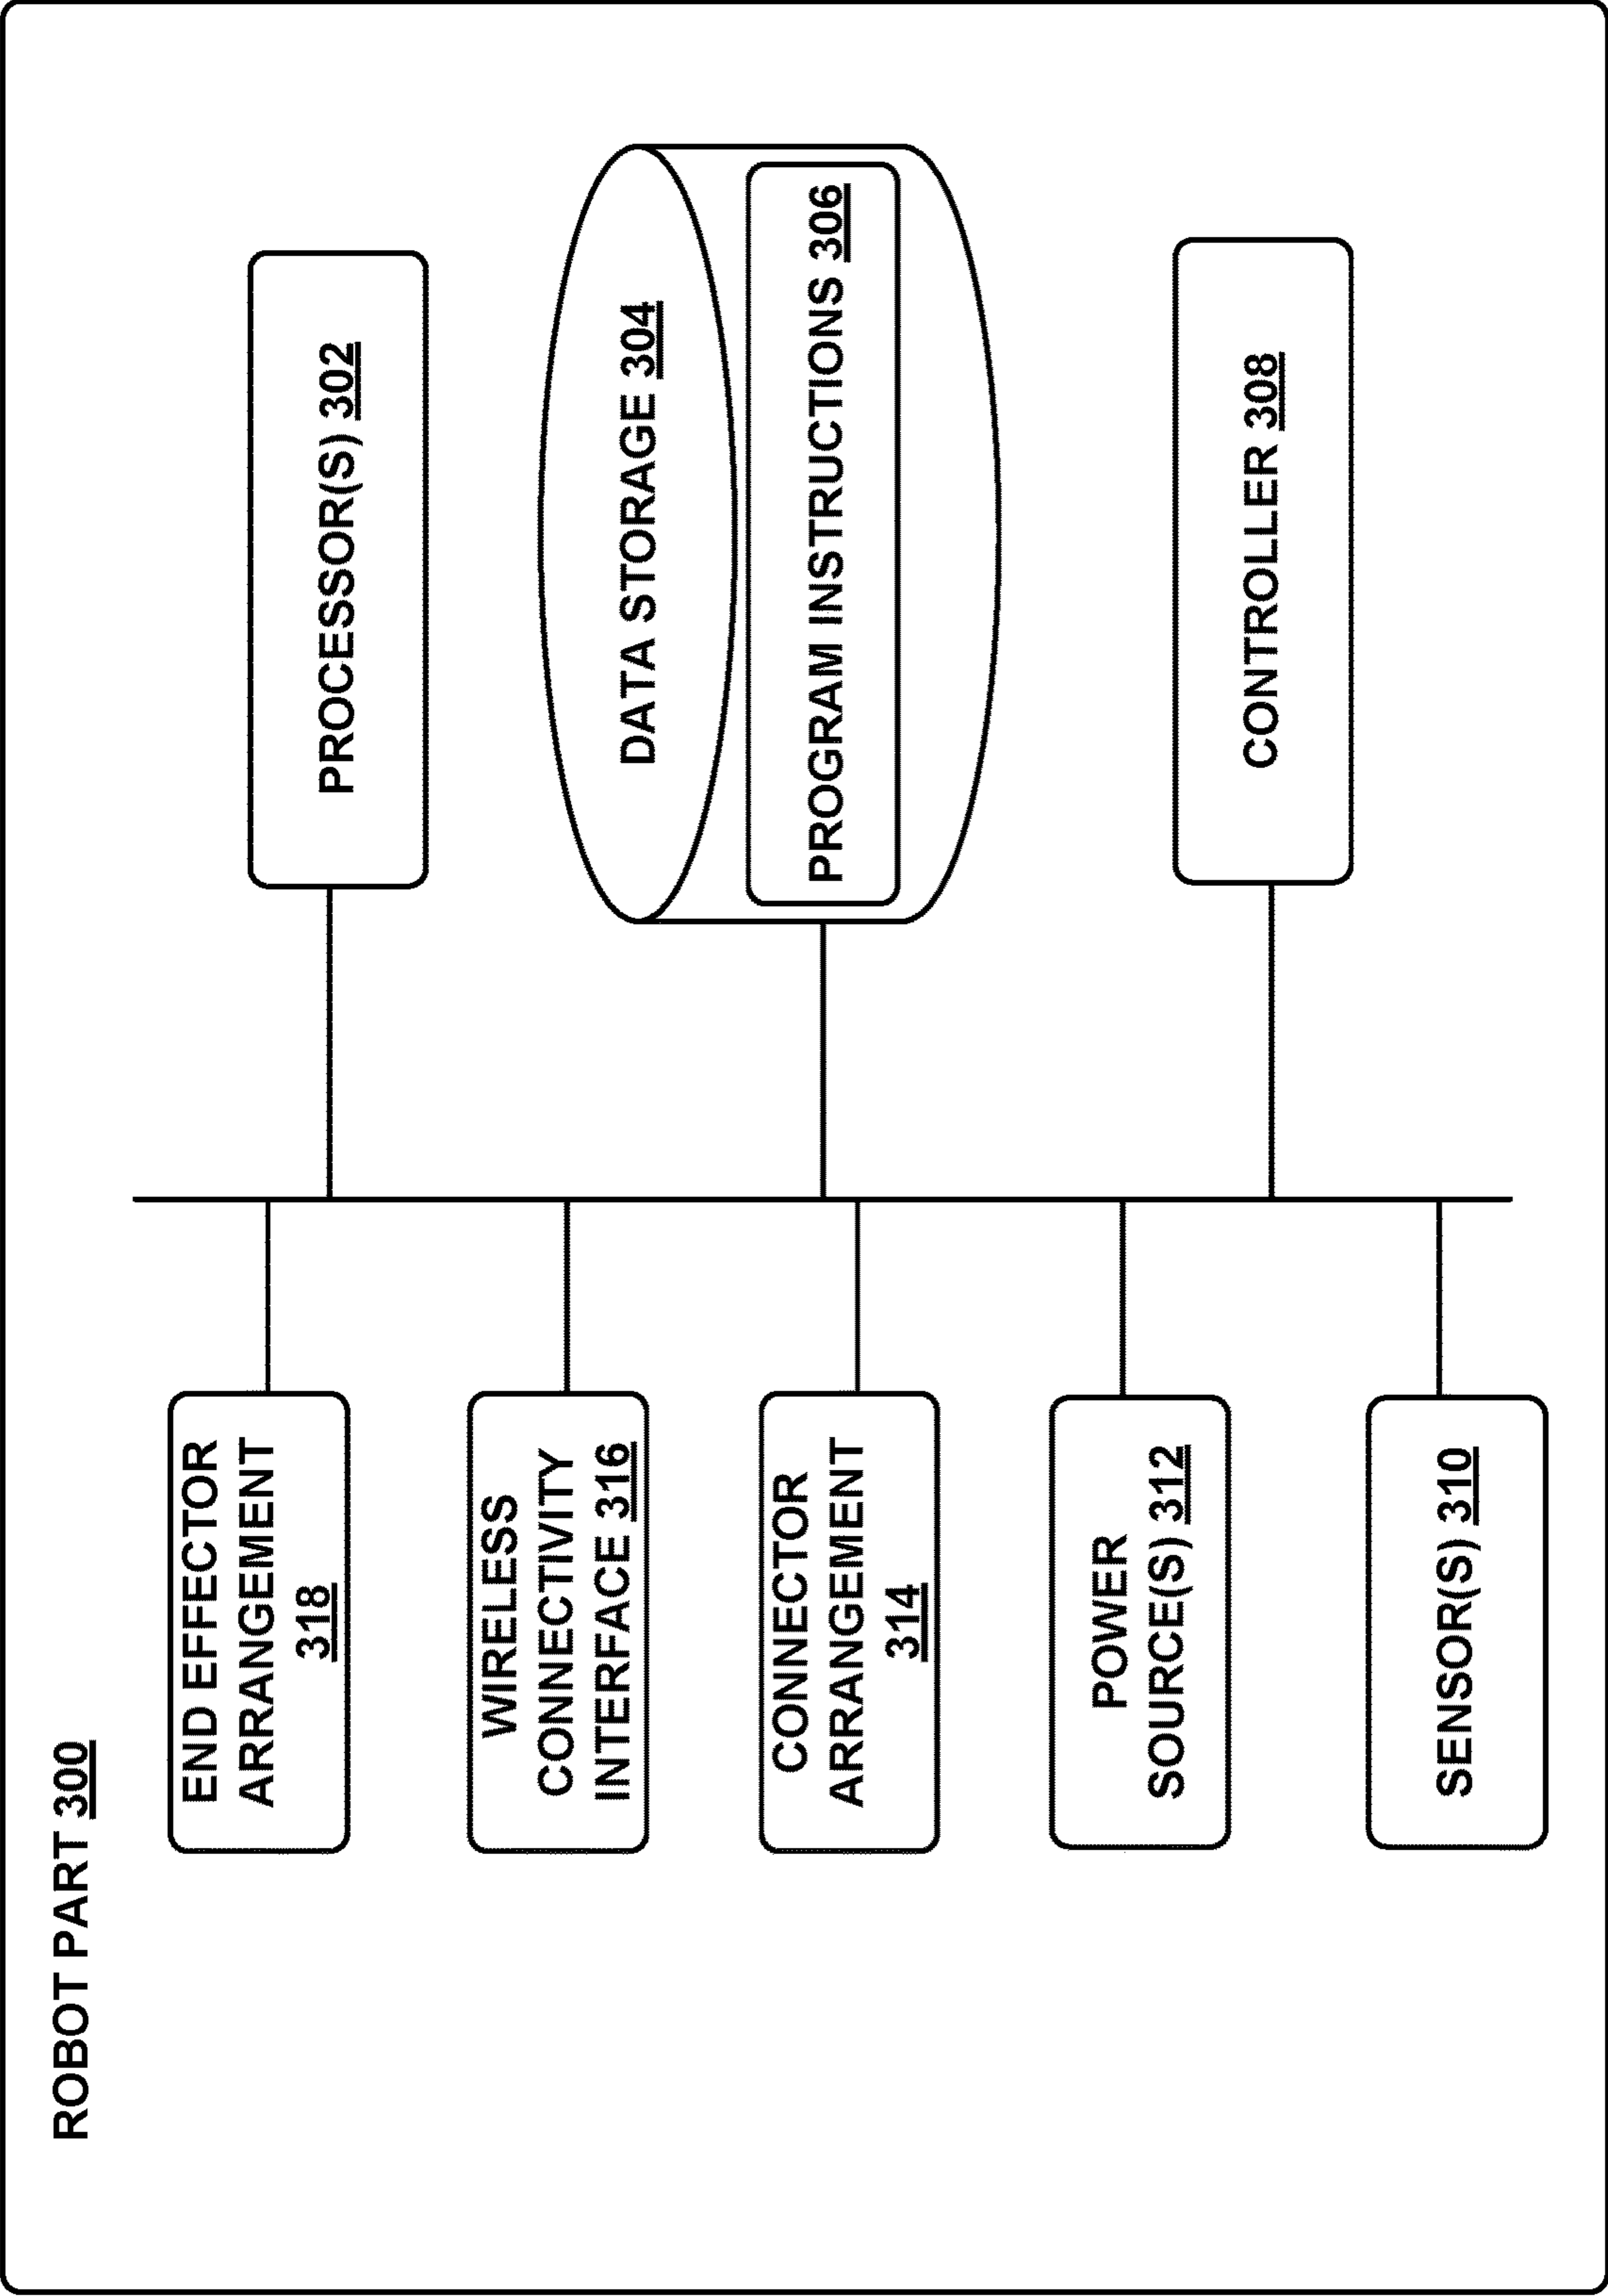 ROBOT PART 300
END EFFECTOR
ARRANGEMENT
318
WIRELESS
CONNECTIVITY
INTERFACE 316
CONNECTOR
ARRANGEMENT
314
POWER
SOURCE(S) 312
SENSOR(S) 310
PROCESSOR(S) 302
DATA STORAGE 304
PROGRAM INSTRUCTIONS 306
CONTROLLER 308